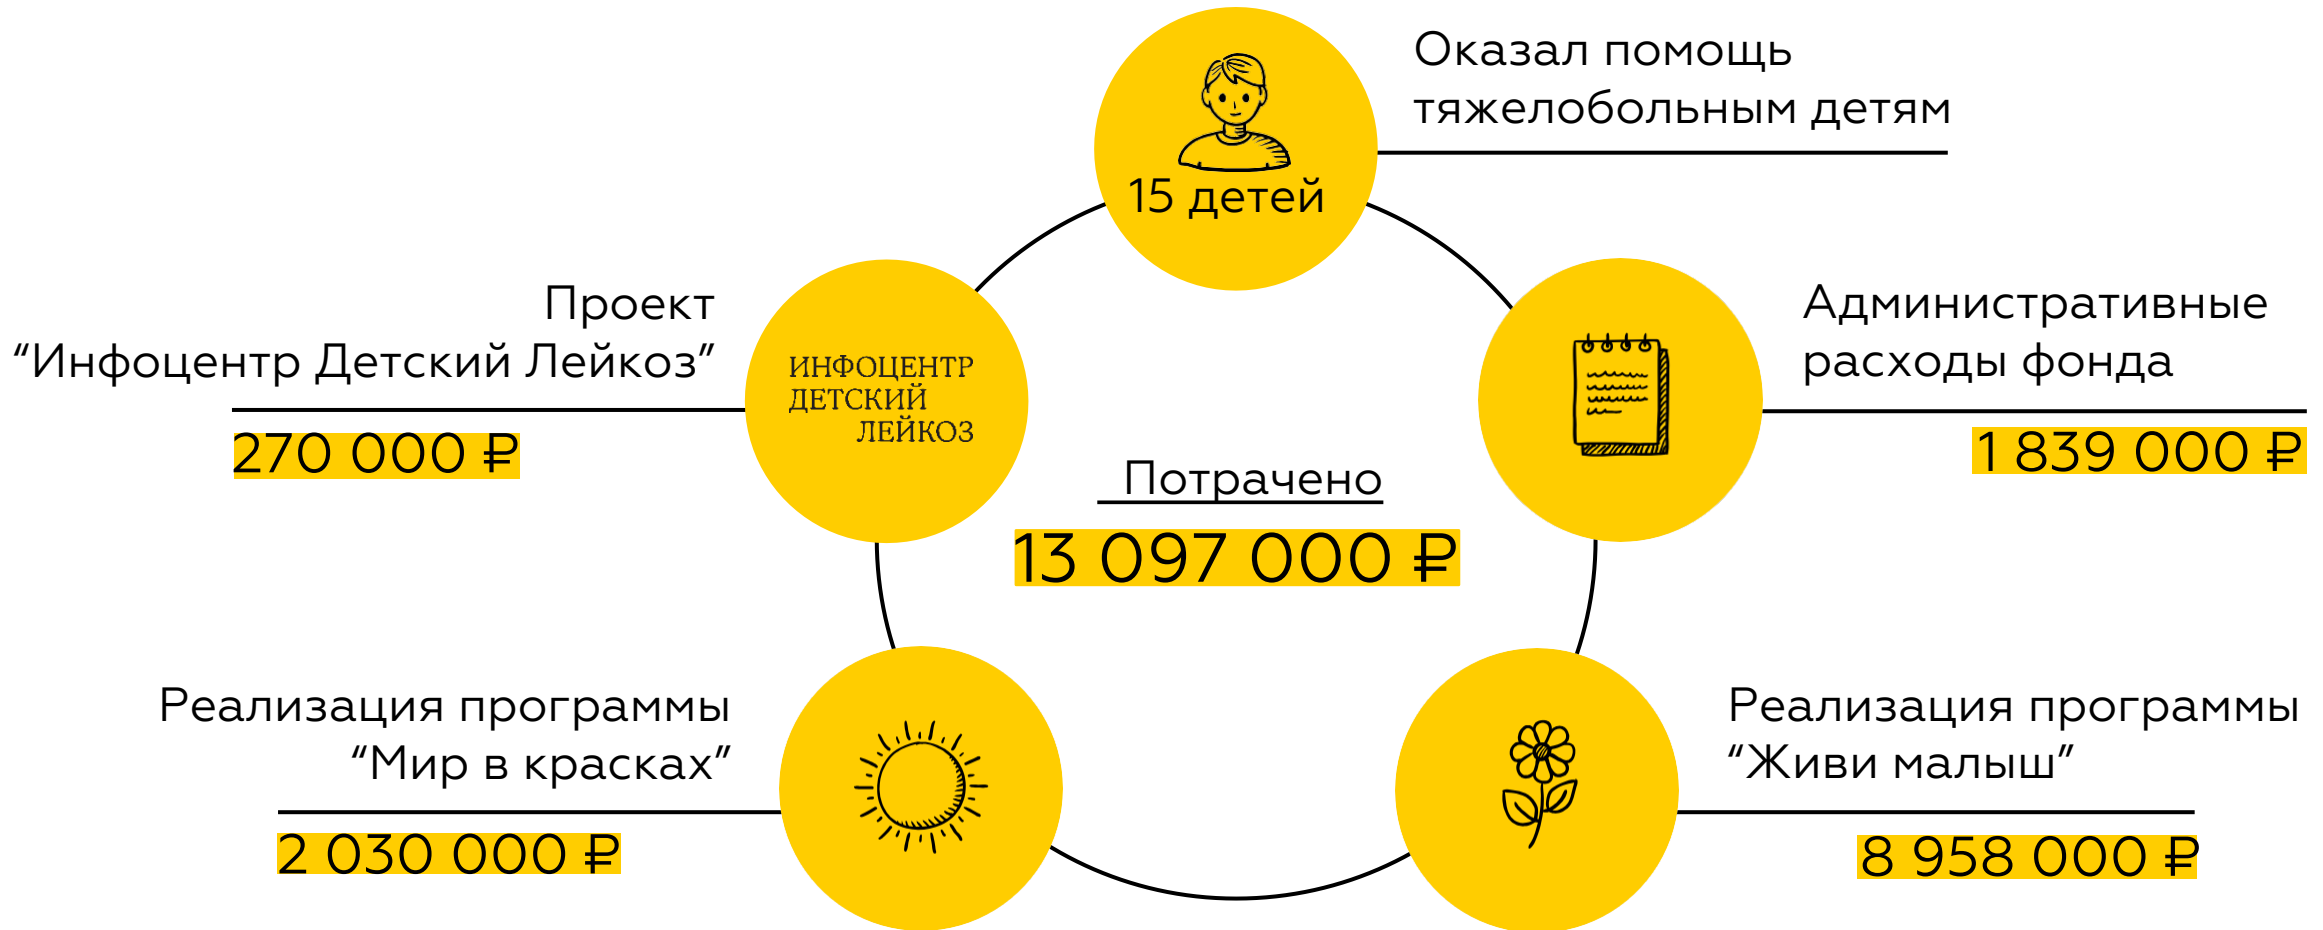 Оказал помощь
тяжелобольным детям
15 детей
Проект
“Инфоцентр Детский Лейкоз”
270 000 ₽
ИНФОЦЕНТР
ДЕТСКИЙ
ЛЕЙКОЗ
Административные
расходы фонда
1 839 000 ₽
Потрачено
13 097 000 ₽
Реализация программы
“Мир в красках”
2 030 000 ₽
Реализация программы
“Живи малыш”
8 958 000 ₽